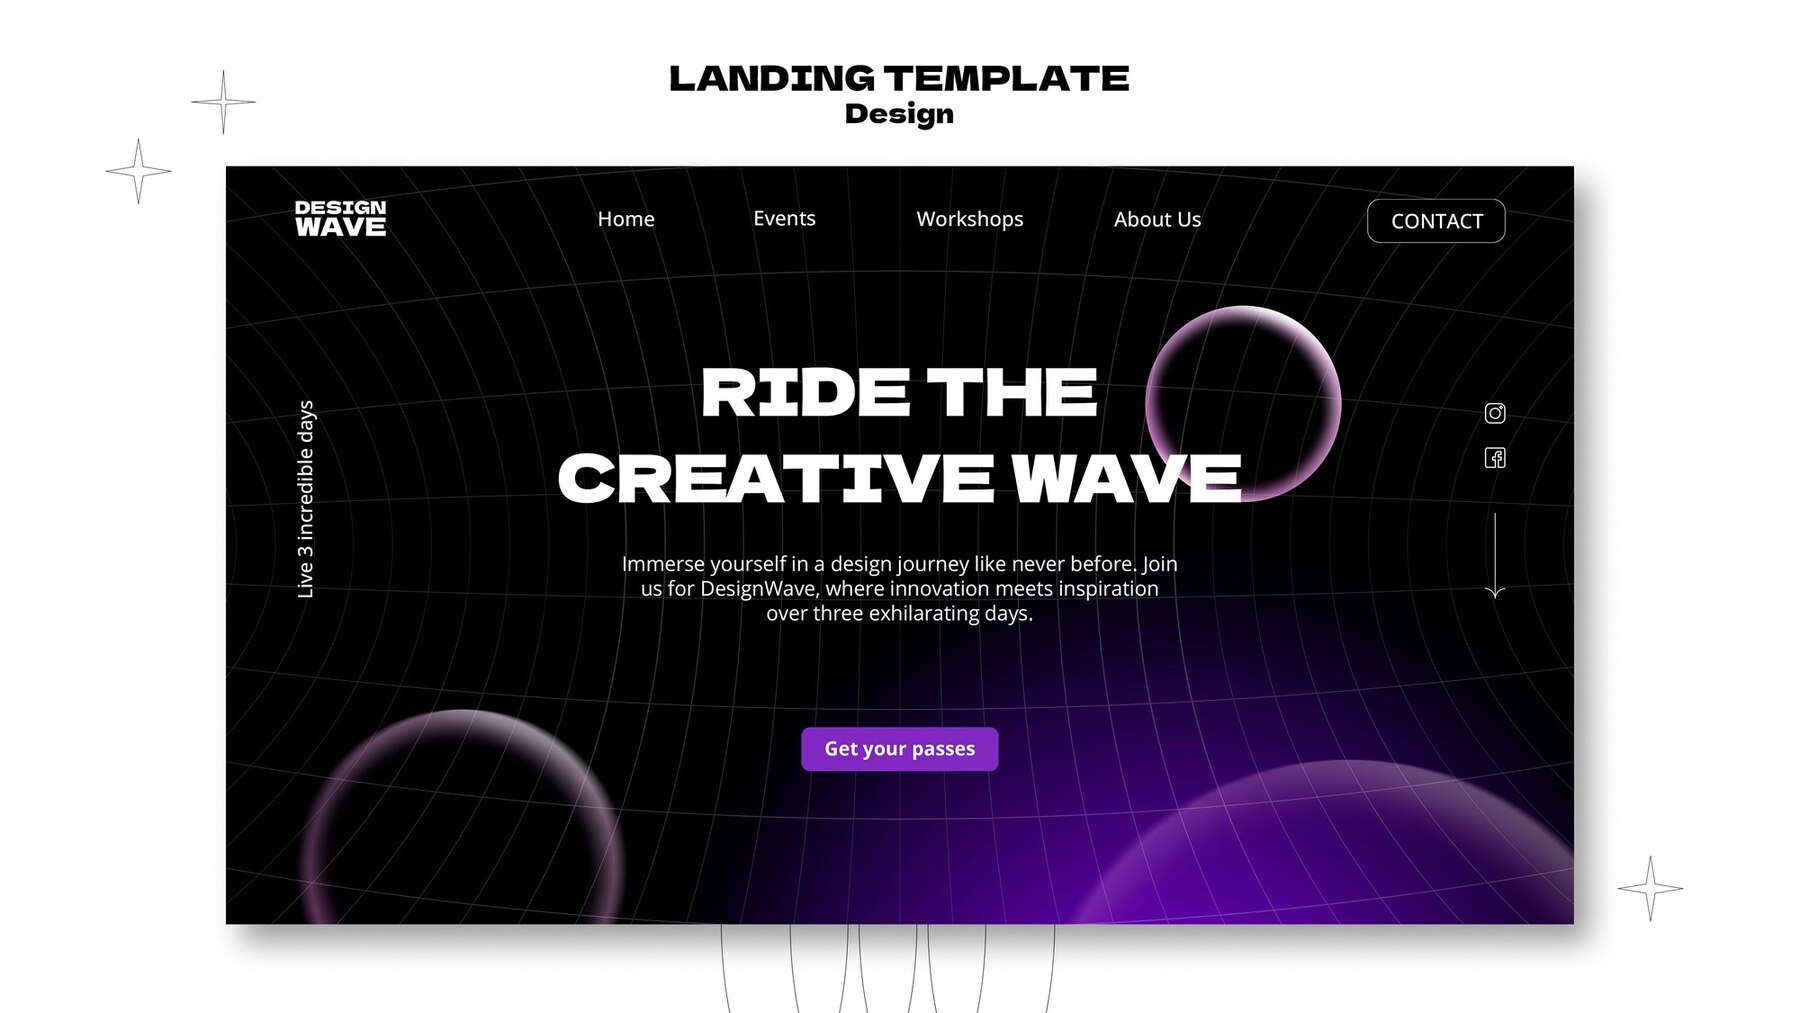 LANDING TEMPLATE
Design
DESIGN
WAVE
Home
Events
Workshops
About Us
CONTACT
RIDE THE
CREATIVE WAVE
Live 3 incredible days
Immerse yourself in a design journey like never before. Join
us for DesignWave, where innovation meets inspiration
over three exhilarating days.
Get your passes